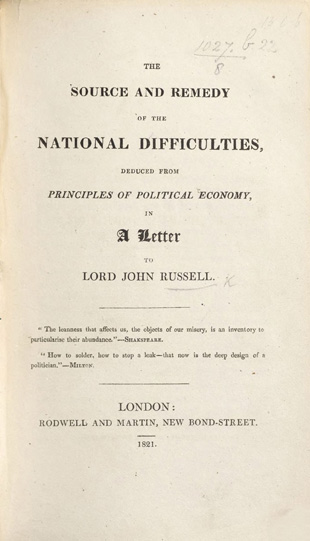 1027. b. 22
8
THE
SOURCE AND REMEDY
OF THE
NATIONAL DIFFICULTIES,
DEDUCED FROM
PRINCIPLES OF POLITICAL ECONOMY,
IN
A Letter
TO
LORD JOHN RUSSELL.
"The leanness that affects us, the objects of our misery, is an inventory to
particularise their abundance."—SHAKSPEARE.
"How to solder, how to stop a leak—that now is the deep design of a
politician."—MILTON.
LONDON:
RODWELL AND MARTIN, NEW BOND-STREET.
1821.